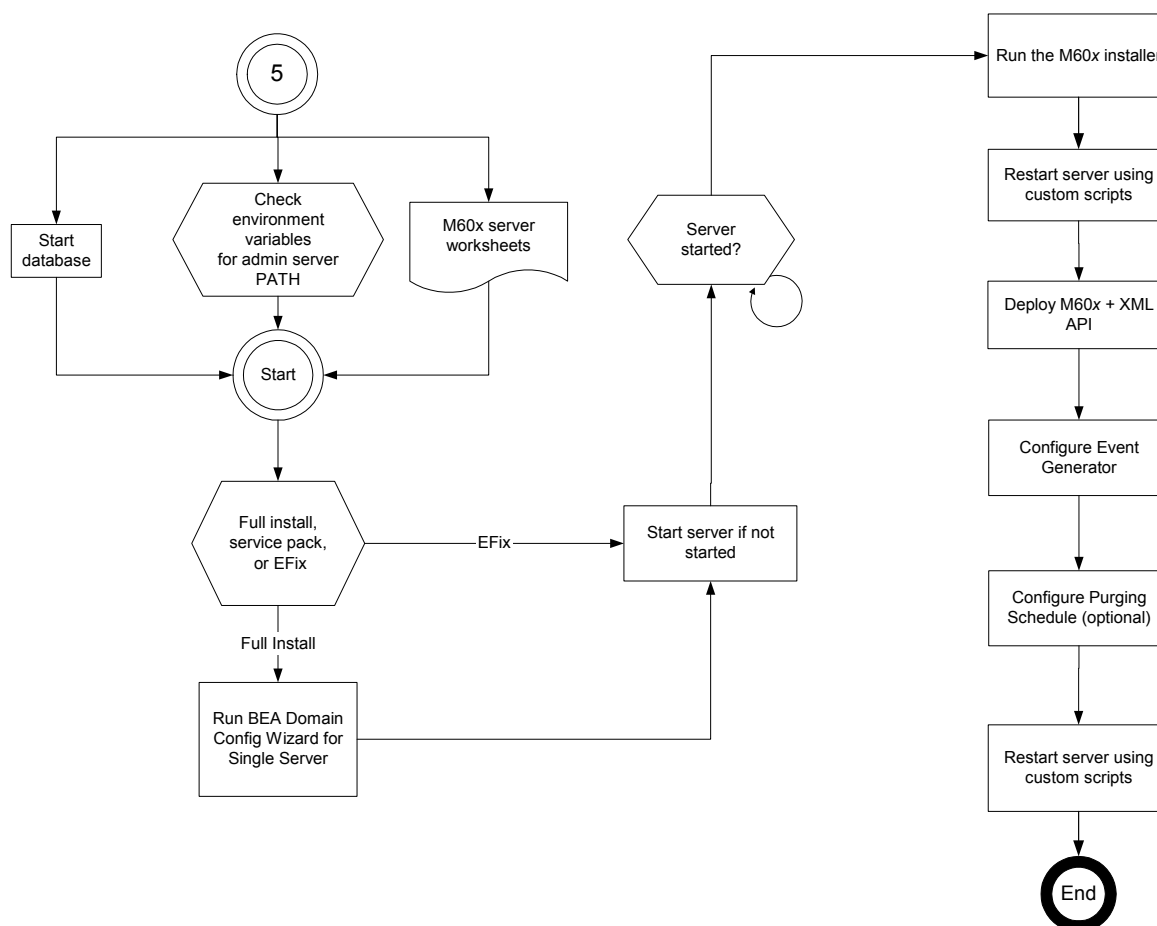 5
Start
database
Check
environment
variables
for admin server
PATH
M60x server
worksheets
Start
Full install,
service pack,
or EFix
EFix
Full Install
Run BEA Domain
Config Wizard for
Single Server
Start server if not
started
Server
started?
Run the M60x installer
Restart server using
custom scripts
Deploy M60x + XML
API
Configure Event
Generator
Configure Purging
Schedule (optional)
Restart server using
custom scripts
End